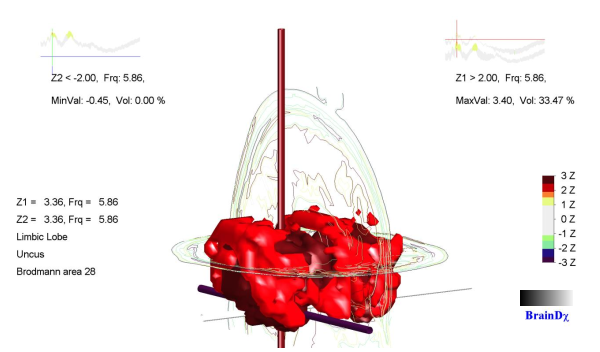 Z2 < -2.00, Frq: 5.86,
MinVal: -0.45, Vol: 0.00 %
Z1 > 2.00, Frq: 5.86,
MaxVal: 3.40, Vol: 33.47 %
Z1 = 3.36, Frq = 5.86
Z2 = 3.36, Frq = 5.86
Limbic Lobe
Uncus
Brodmann area 28
3 Z
2 Z
1 Z
0 Z
-1 Z
-2 Z
-3 Z
BrainDχ